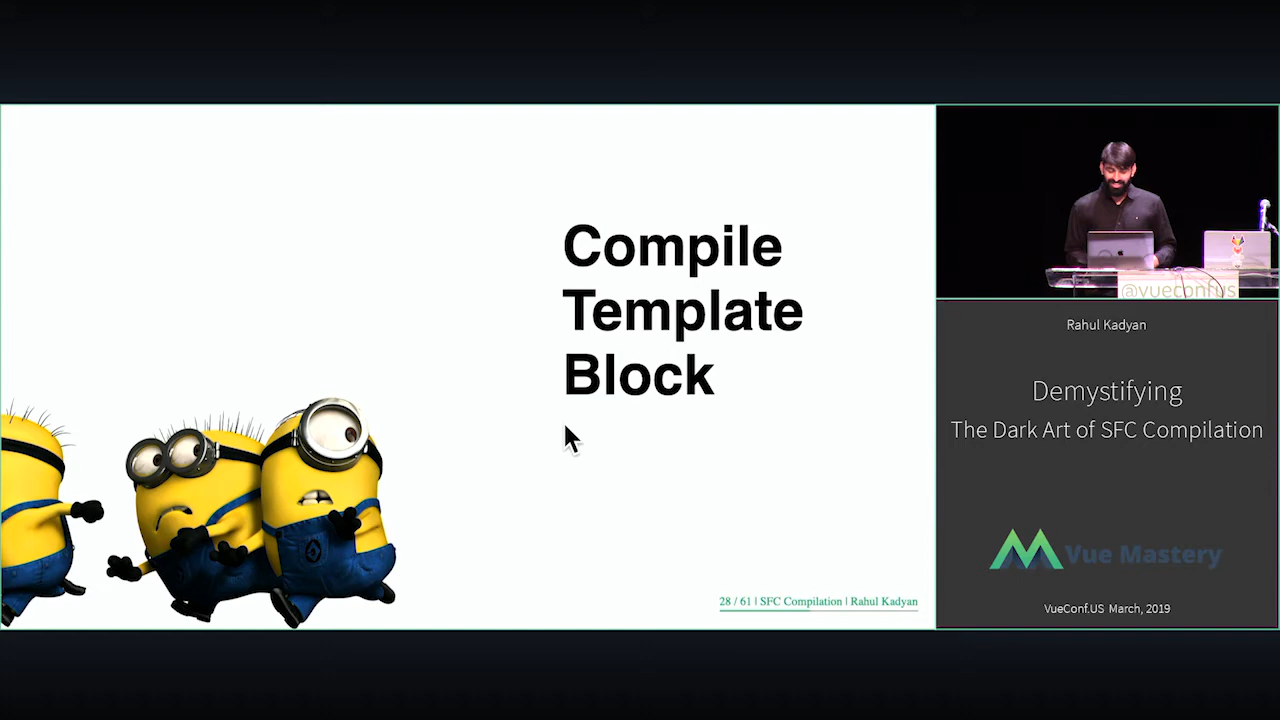 Compile
Template
Block
28 / 61 | SFC Compilation | Rahul Kadyan
@vueconfus
Rahul Kadyan
Demystifying
The Dark Art of SFC Compilation
Vue Mastery
VueConf.US March, 2019